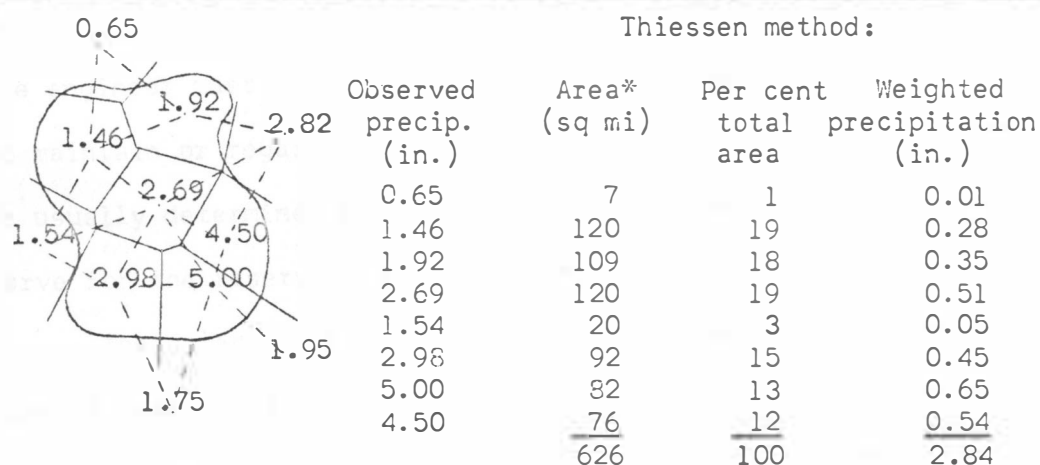 Thiessen method:
0.65
1.92
2.82
1.46
2.69
1.54
4.50
2.98
5.00
1.95
1.75
Observed Area* Per cent Weighted
precip. (sq mi) total precipitation
(in.) area (in.)
0.65 7 1 0.01
1.46 120 19 0.28
1.92 109 18 0.35
2.69 120 19 0.51
1.54 20 3 0.05
2.98 92 15 0.45
5.00 82 13 0.65
4.50 76 12 0.54
626 100 2.84